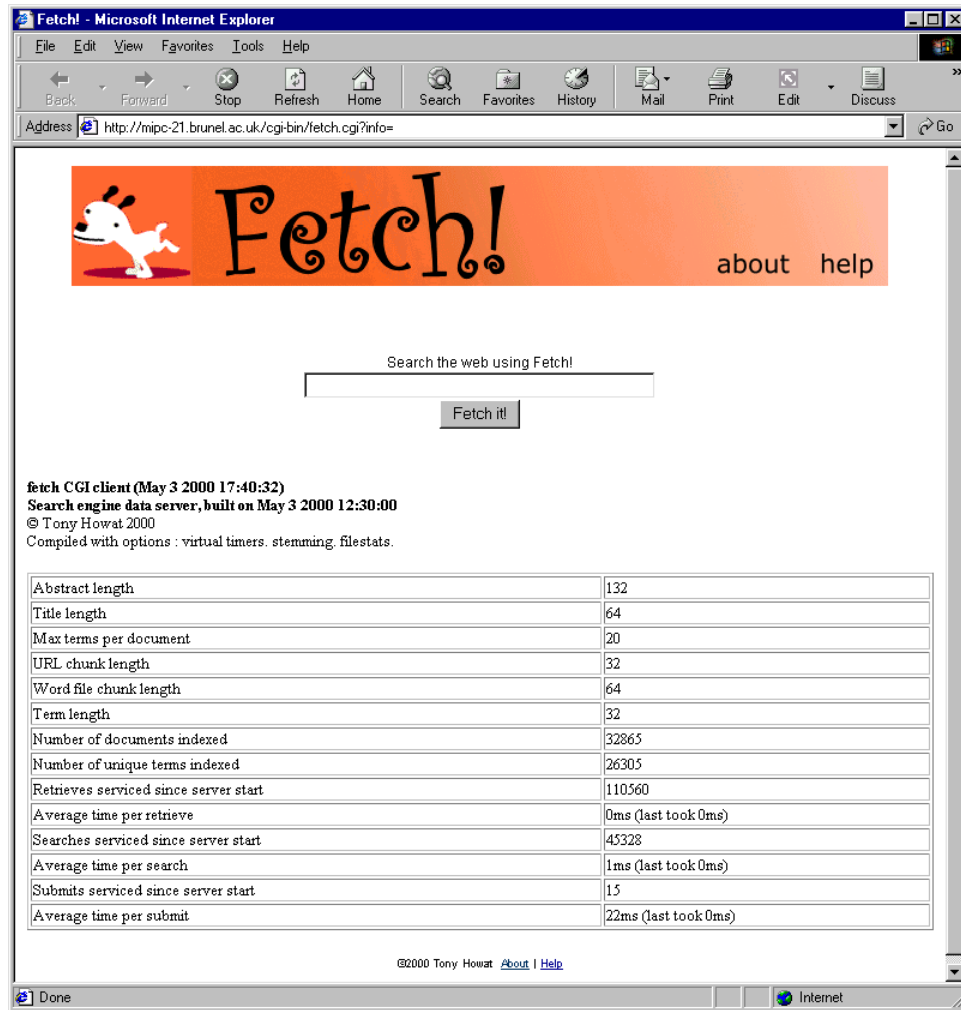 Fetch! - Microsoft Internet Explorer
File Edit View Favorites Tools Help
Back Forward Stop Refresh Home Search Favorites History Mail Print Edit Discuss »
Address http://mipc-21.brunel.ac.uk/cgi-bin/fetch.cgi?info= Go
Fetch! about help
Search the web using Fetch!
Fetch it!
fetch CGI client (May 3 2000 17:40:32)
Search engine data server, built on May 3 2000 12:30:00
© Tony Howat 2000
Compiled with options : virtual timers. stemming. filestats.
Abstract length 132
Title length 64
Max terms per document 20
URL chunk length 32
Word file chunk length 64
Term length 32
Number of documents indexed 32865
Number of unique terms indexed 26305
Retrieves serviced since server start 110560
Average time per retrieve 0ms (last took 0ms)
Searches serviced since server start 45328
Average time per search 1ms (last took 0ms)
Submits serviced since server start 15
Average time per submit 22ms (last took 0ms)
©2000 Tony Howat About | Help
Done Internet